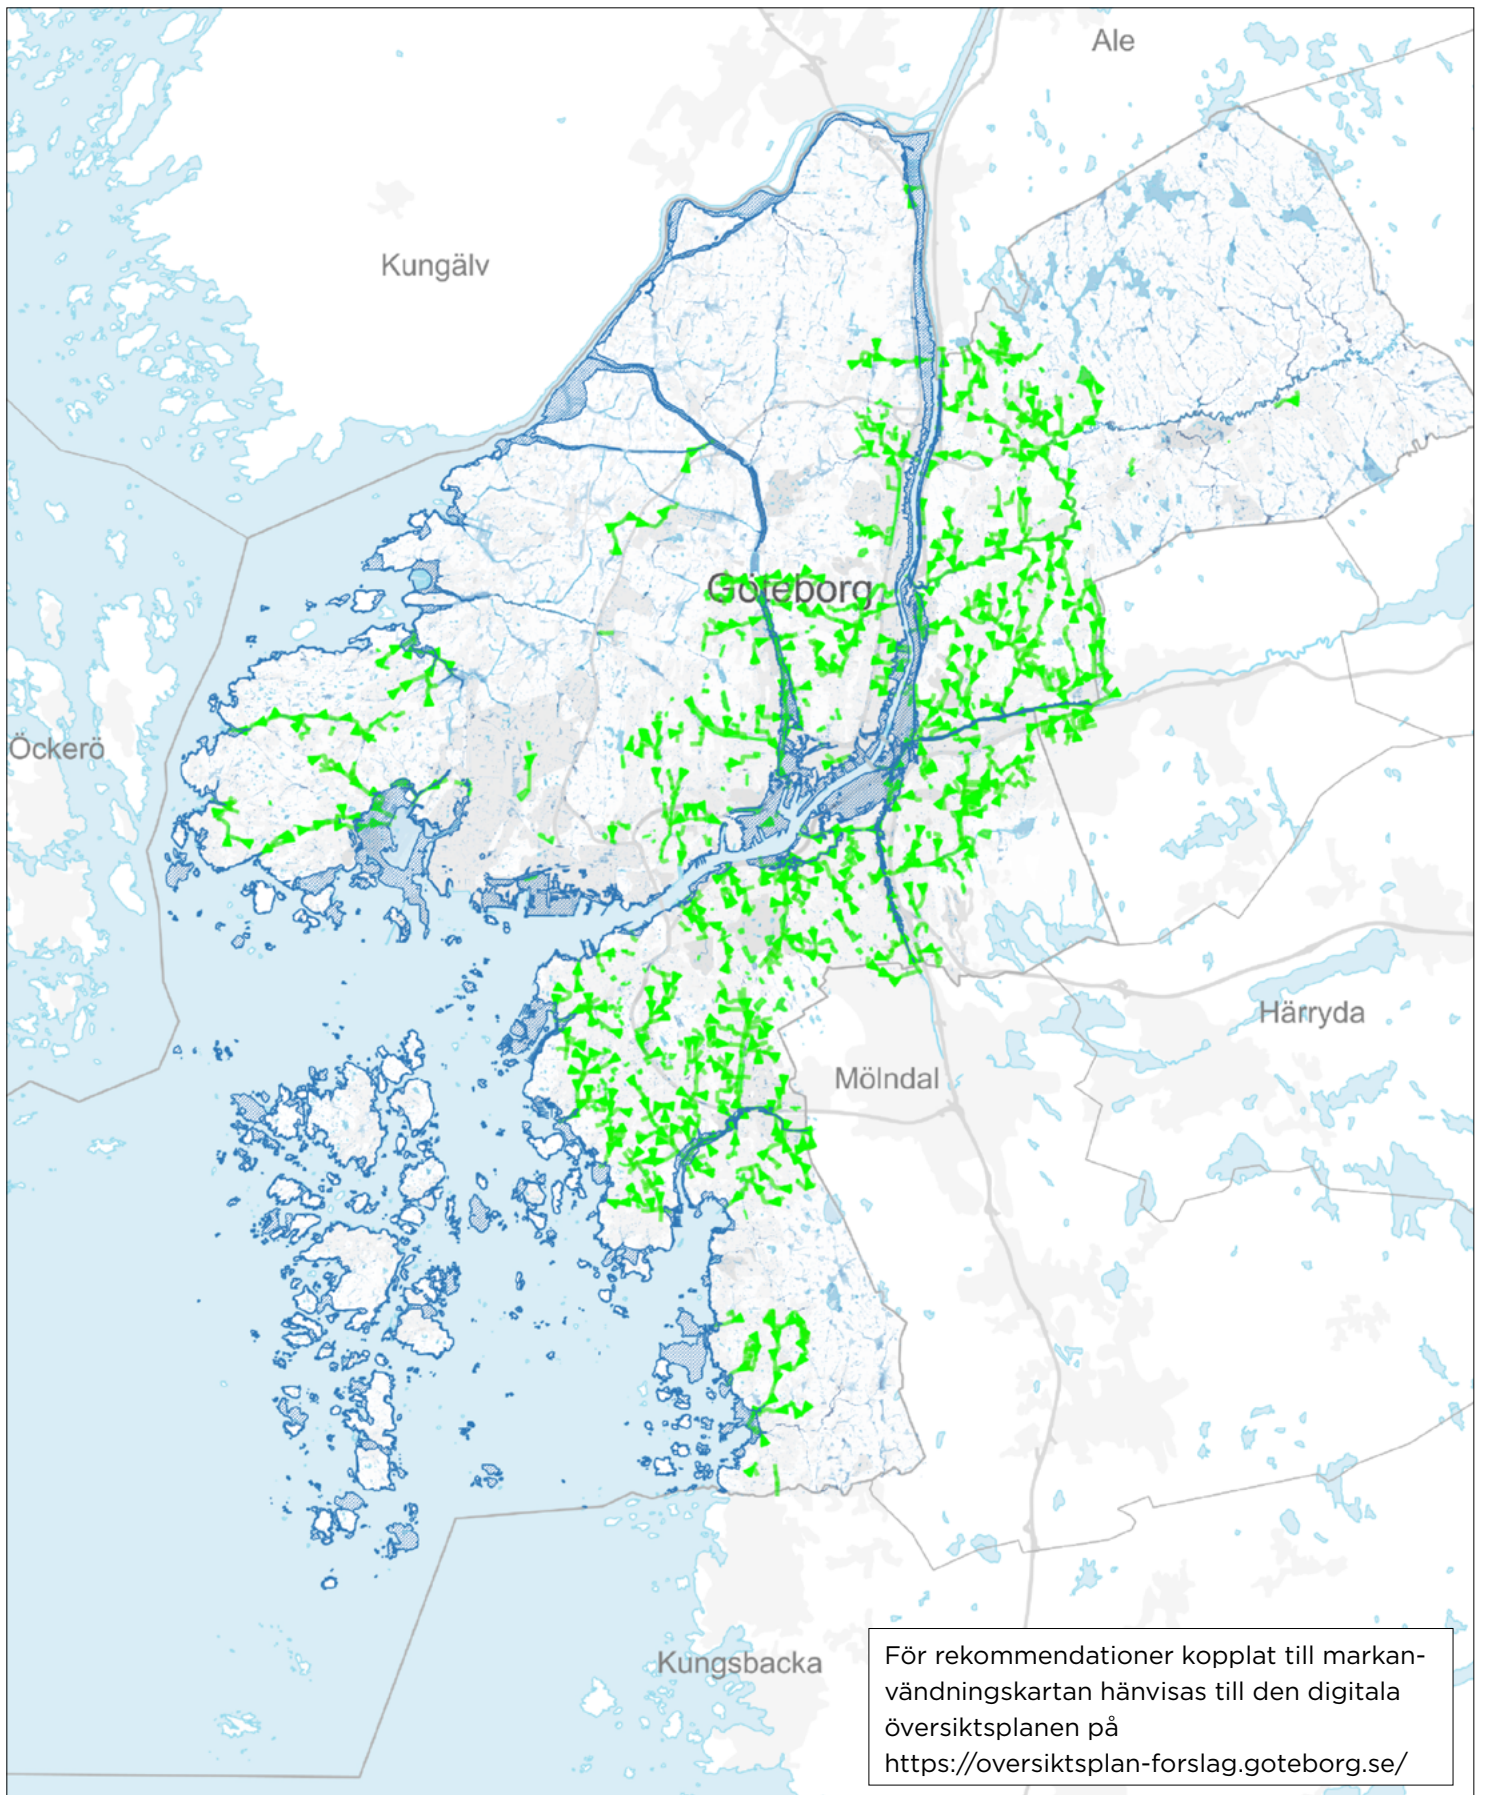 Ale
Kungälv
Göteborg
Öckerö
Härryda
Mölndal
Kungsbacka
För rekommendationer kopplat till markan-
vändningskartan hänvisas till den digitala
översiktsplanen på
https://oversiktsplan-forslag.goteborg.se/